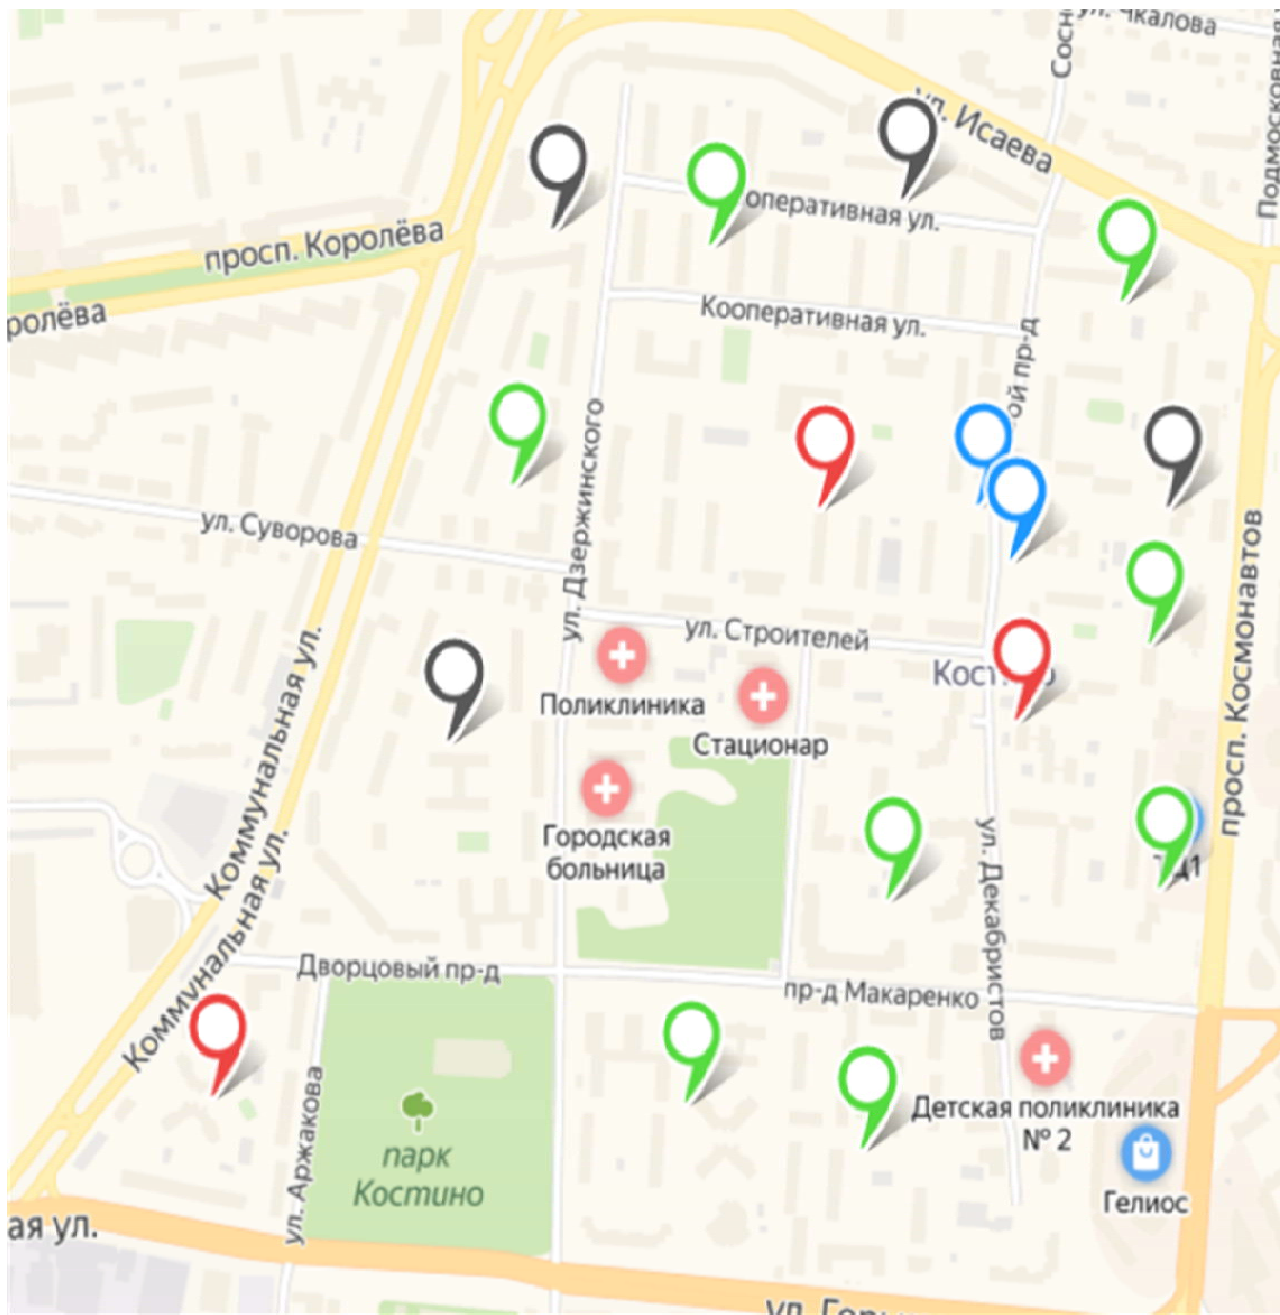 ул. Чкалова
Сосн
Подмосковная
ул. Исаева
оперативная ул.
просп. Королёва
ролёва
Кооперативная ул.
ой пр-д
ул. Дзержинского
ул. Суворова
просп. Космонавтов
ул. Строителей
Поликлиника
Стационар
Коммунальная ул.
Городская
больница
Коммунальная ул.
ул. Декабристов
Дворцовый пр-д
пр-д Макаренко
Детская поликлиника
№ 2
ул. Аржакова
парк
Костино
Гелиос
ая ул.